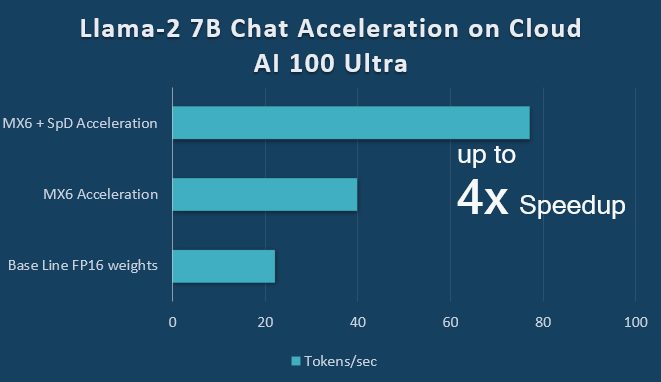 Llama-2 7B Chat Acceleration on Cloud
AI 100 Ultra
MX6 + SpD Acceleration
up to
MX6 Acceleration
4x Speedup
Base Line FP16 weights
0 20 40 60 80 100
Tokens/sec